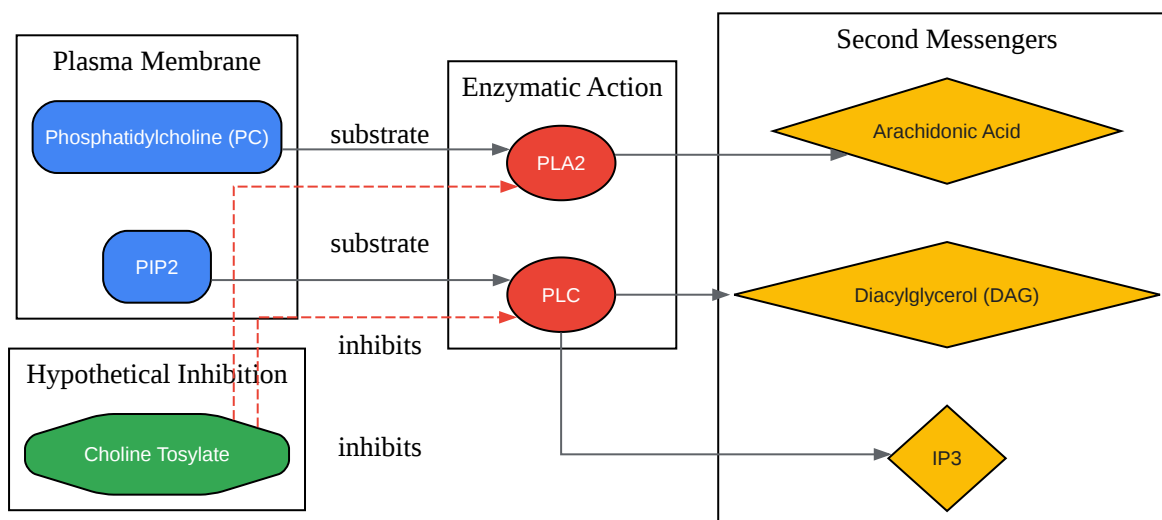 Plasma Membrane
Phosphatidylcholine (PC)
PIP2
substrate
substrate
Enzymatic Action
PLA2
PLC
Second Messengers
Arachidonic Acid
Diacylglycerol (DAG)
IP3
Hypothetical Inhibition
Choline Tosylate
inhibits
inhibits